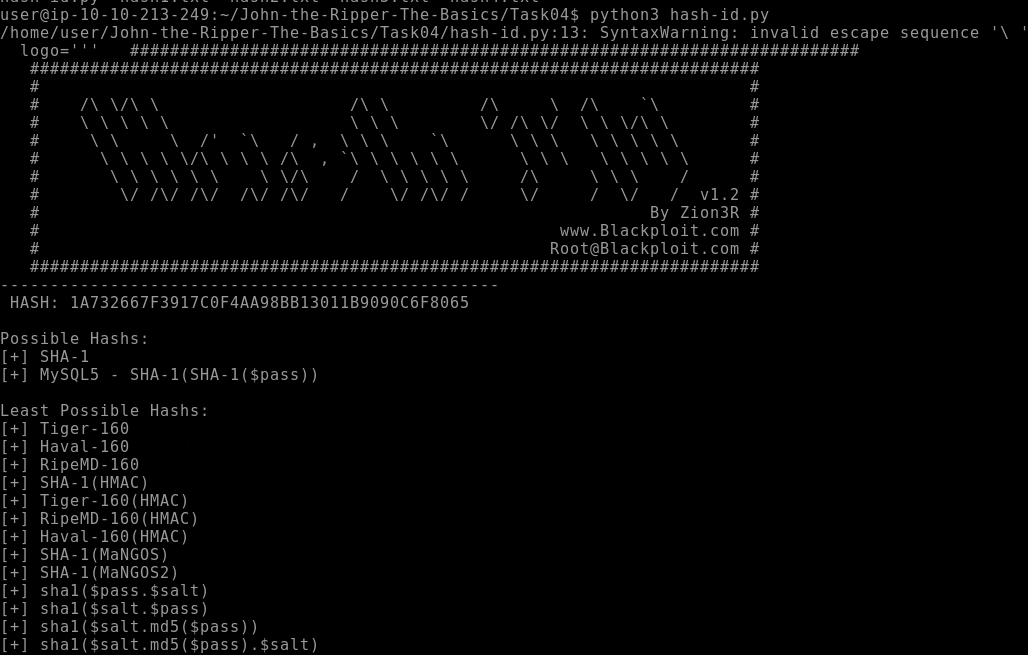 hash-id.py hash1.txt hash2.txt hash3.txt hash4.txt
user@ip-10-10-213-249:~/John-the-Ripper-The-Basics/Task04$ python3 hash-id.py
/home/user/John-the-Ripper-The-Basics/Task04/hash-id.py:13: SyntaxWarning: invalid escape sequence '\ '
  logo='''   #########################################################################
   #########################################################################
   #                                                                       #
   #    /\ \/\ \                   /\ \         /\     \  /\    `\         #
   #    \ \ \ \ \                  \ \ \        \/ /\ \/  \ \ \/\ \        #
   #     \ \     \  /'  `\   / ,  \ \ \    `\      \ \ \   \ \ \ \ \       #
   #      \ \ \ \ \/\ \ \ \ /\  , `\ \ \ \ \ \      \ \ \   \ \ \ \ \      #
   #       \ \ \ \ \ \    \ \/\    /  \ \ \ \ \     /\     \ \ \    /      #
   #        \/ /\/ /\/  /\/ /\/   /    \/ /\/ /     \/     /  \/   /  v1.2 #
   #                                                             By Zion3R #
   #                                                    www.Blackploit.com #
   #                                                   Root@Blackploit.com #
   #########################################################################
--------------------------------------------------
 HASH: 1A732667F3917C0F4AA98BB13011B9090C6F8065
Possible Hashs:
[+] SHA-1
[+] MySQL5 - SHA-1(SHA-1($pass))
Least Possible Hashs:
[+] Tiger-160
[+] Haval-160
[+] RipeMD-160
[+] SHA-1(HMAC)
[+] Tiger-160(HMAC)
[+] RipeMD-160(HMAC)
[+] Haval-160(HMAC)
[+] SHA-1(MaNGOS)
[+] SHA-1(MaNGOS2)
[+] sha1($pass.$salt)
[+] sha1($salt.$pass)
[+] sha1($salt.md5($pass))
[+] sha1($salt.md5($pass).$salt)